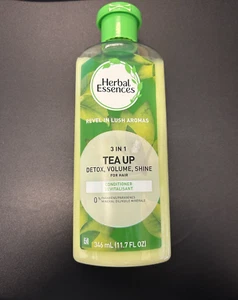 Herbal
Essences
REVEL IN LUSH AROMAS
3 IN 1
TEA UP
DETOX, VOLUME, SHINE
FOR HAIR
CONDITIONER
REVITALISANT
0%
346 mL (11.7 FL OZ)